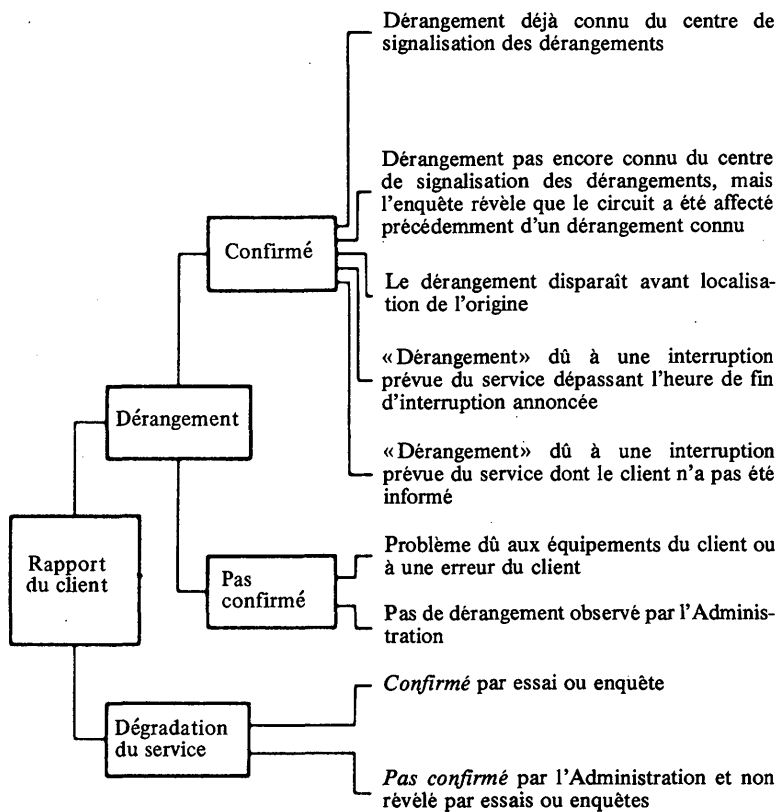 Dérangement déjà connu du centre de
signalisation des dérangements
Dérangement pas encore connu du centre
de signalisation des dérangements, mais
l'enquête révèle que le circuit a été affecté
précédemment d'un dérangement connu
Confirmé
Le dérangement disparaît avant localisa-
tion de l'origine
«Dérangement» dû à une interruption
prévue du service dépassant l'heure de fin
d'interruption annoncée
Dérangement
«Dérangement» dû à une interruption
prévue du service dont le client n'a pas été
informé
Rapport
du client
Pas
confirmé
Problème dû aux équipements du client ou
à une erreur du client
Pas de dérangement observé par l'Adminis-
tration
Dégradation
du service
Confirmé par essai ou enquête
Pas confirmé par l'Administration et non
révélé par essais ou enquêtes